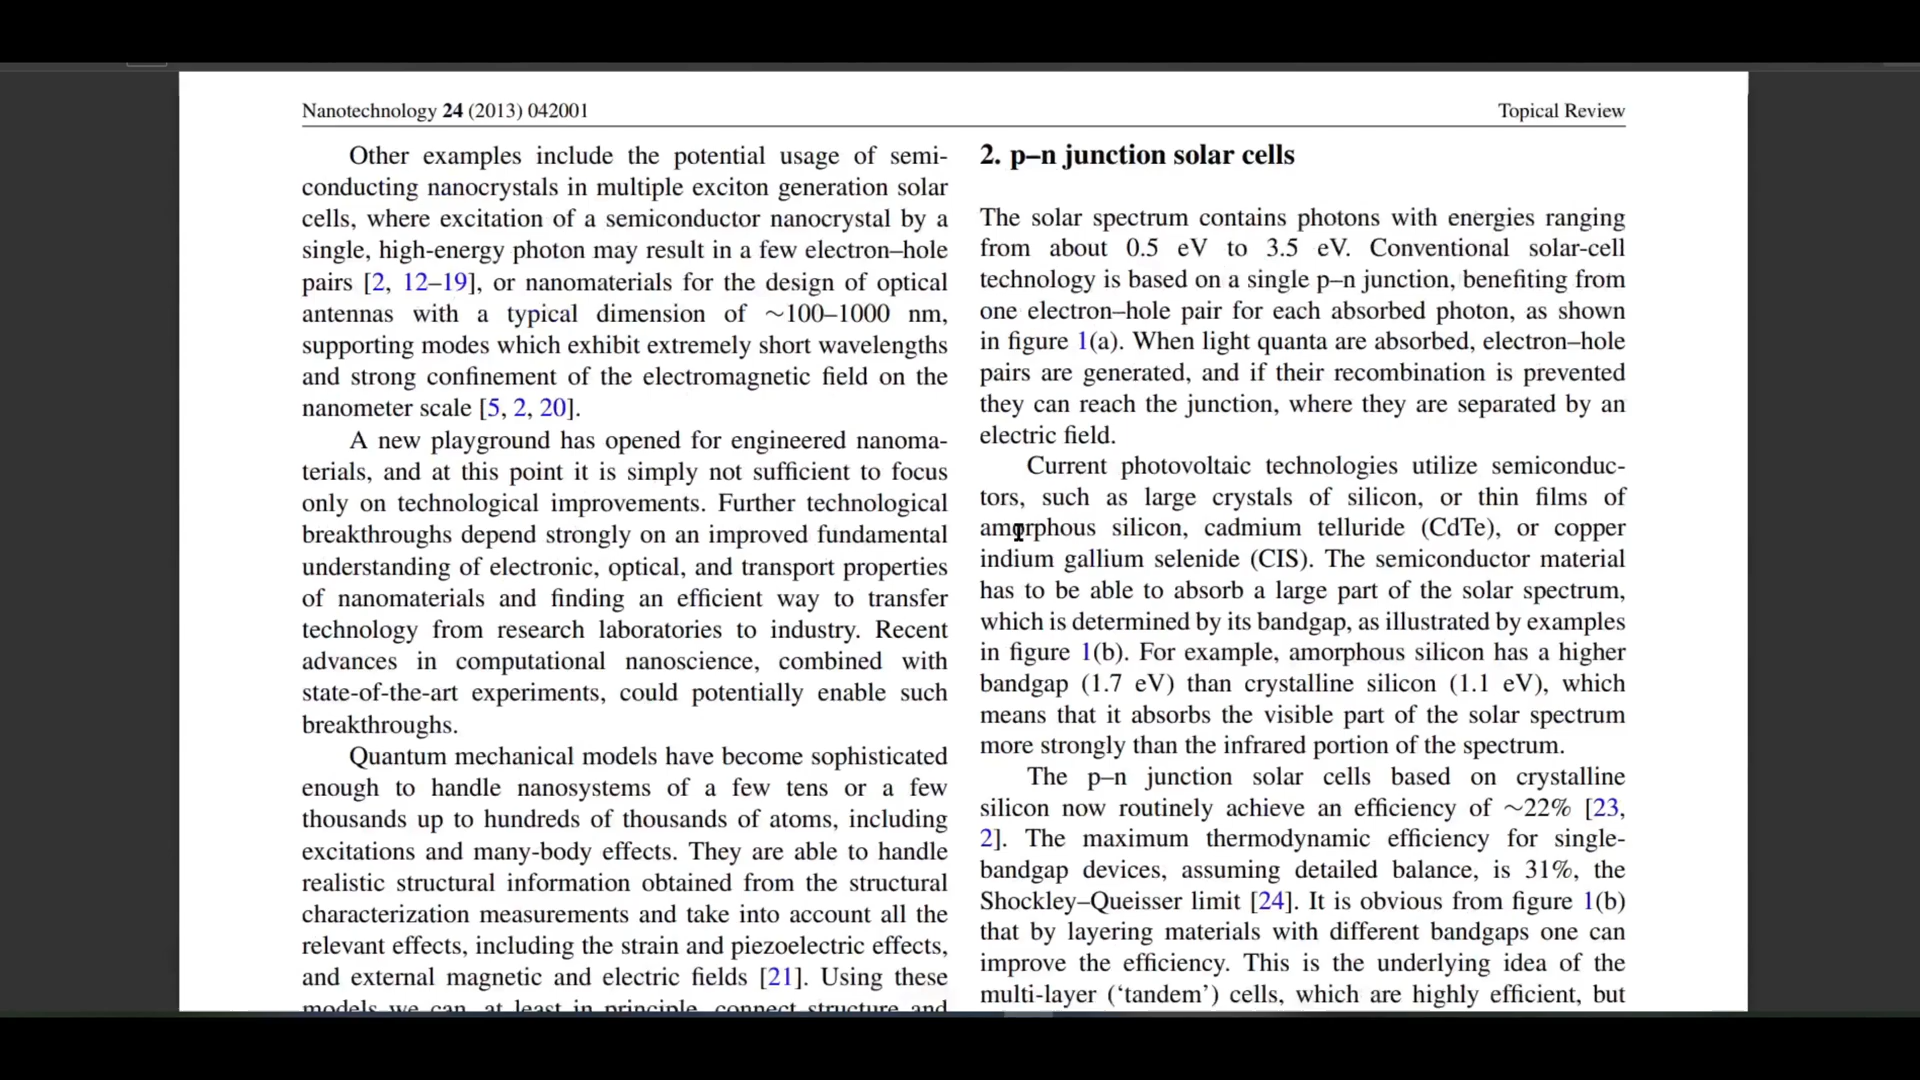 Nanotechnology 24 (2013) 042001
Topical Review
Other examples include the potential usage of semi-
conducting nanocrystals in multiple exciton generation solar
cells, where excitation of a semiconductor nanocrystal by a
single, high-energy photon may result in a few electron–hole
pairs [2, 12–19], or nanomaterials for the design of optical
antennas with a typical dimension of ∼100–1000 nm,
supporting modes which exhibit extremely short wavelengths
and strong confinement of the electromagnetic field on the
nanometer scale [5, 2, 20].
A new playground has opened for engineered nanoma-
terials, and at this point it is simply not sufficient to focus
only on technological improvements. Further technological
breakthroughs depend strongly on an improved fundamental
understanding of electronic, optical, and transport properties
of nanomaterials and finding an efficient way to transfer
technology from research laboratories to industry. Recent
advances in computational nanoscience, combined with
state-of-the-art experiments, could potentially enable such
breakthroughs.
Quantum mechanical models have become sophisticated
enough to handle nanosystems of a few tens or a few
thousands up to hundreds of thousands of atoms, including
excitations and many-body effects. They are able to handle
realistic structural information obtained from the structural
characterization measurements and take into account all the
relevant effects, including the strain and piezoelectric effects,
and external magnetic and electric fields [21]. Using these
models we can, at least in principle, connect structure and
2. p–n junction solar cells
The solar spectrum contains photons with energies ranging
from about 0.5 eV to 3.5 eV. Conventional solar-cell
technology is based on a single p–n junction, benefiting from
one electron–hole pair for each absorbed photon, as shown
in figure 1(a). When light quanta are absorbed, electron–hole
pairs are generated, and if their recombination is prevented
they can reach the junction, where they are separated by an
electric field.
Current photovoltaic technologies utilize semiconduc-
tors, such as large crystals of silicon, or thin films of
amorphous silicon, cadmium telluride (CdTe), or copper
indium gallium selenide (CIS). The semiconductor material
has to be able to absorb a large part of the solar spectrum,
which is determined by its bandgap, as illustrated by examples
in figure 1(b). For example, amorphous silicon has a higher
bandgap (1.7 eV) than crystalline silicon (1.1 eV), which
means that it absorbs the visible part of the solar spectrum
more strongly than the infrared portion of the spectrum.
The p–n junction solar cells based on crystalline
silicon now routinely achieve an efficiency of ∼22% [23,
2]. The maximum thermodynamic efficiency for single-
bandgap devices, assuming detailed balance, is 31%, the
Shockley–Queisser limit [24]. It is obvious from figure 1(b)
that by layering materials with different bandgaps one can
improve the efficiency. This is the underlying idea of the
multi-layer (‘tandem’) cells, which are highly efficient, but